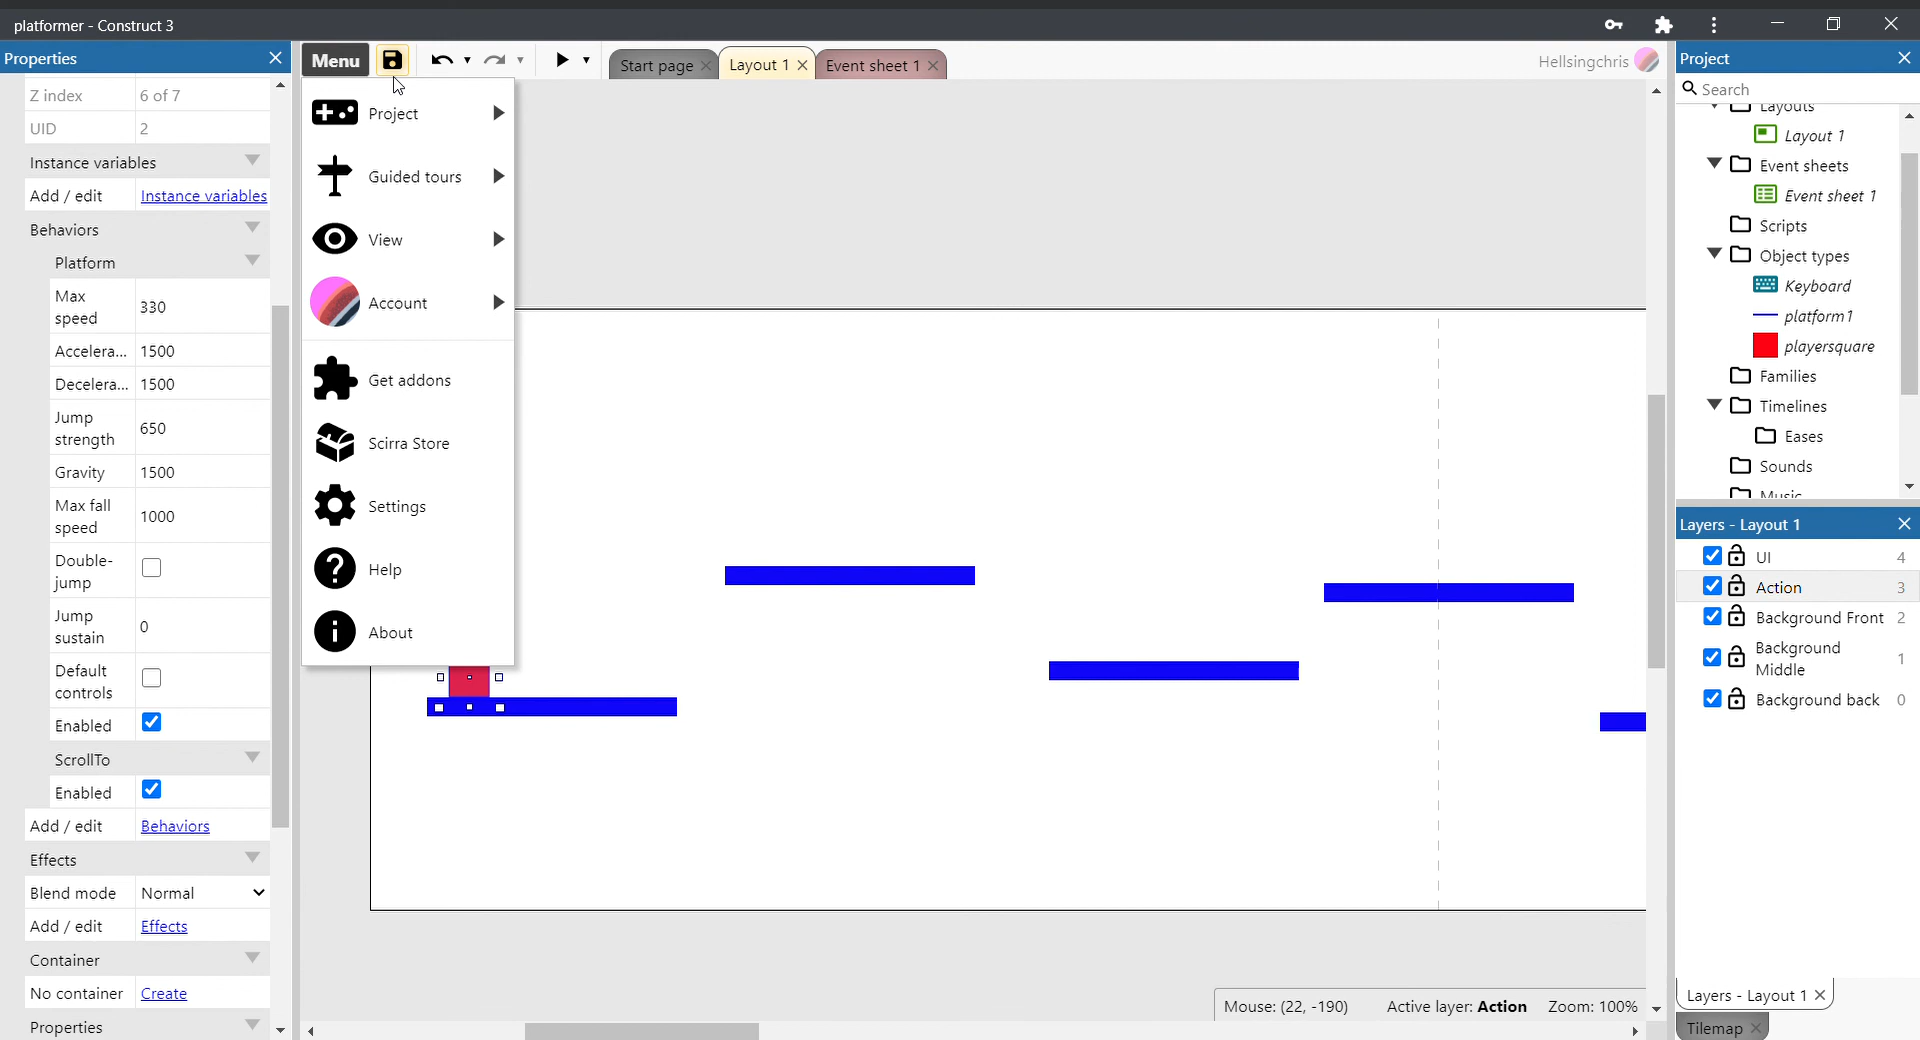 platformer - Construct 3
Properties
Z index 6 of 7
UID 2
Instance variables
Add / edit Instance variables
Behaviors
Platform
Max speed 330
Accelera... 1500
Decelera... 1500
Jump strength 650
Gravity 1500
Max fall speed 1000
Double-jump
Jump sustain 0
Default controls
Enabled
ScrollTo
Enabled
Add / edit Behaviors
Effects
Blend mode Normal
Add / edit Effects
Container
No container Create
Properties
Menu
Start page
Layout 1
Event sheet 1
Hellsingchris
Project
Guided tours
View
Account
Get addons
Scirra Store
Settings
Help
About
Mouse: (22, -190) Active layer: Action Zoom: 100%
Project
Search
Layouts
Layout 1
Event sheets
Event sheet 1
Scripts
Object types
Keyboard
platform1
playersquare
Families
Timelines
Eases
Sounds
Music
Layers - Layout 1
UI 4
Action 3
Background Front 2
Background Middle 1
Background back 0
Layers - Layout 1
Tilemap